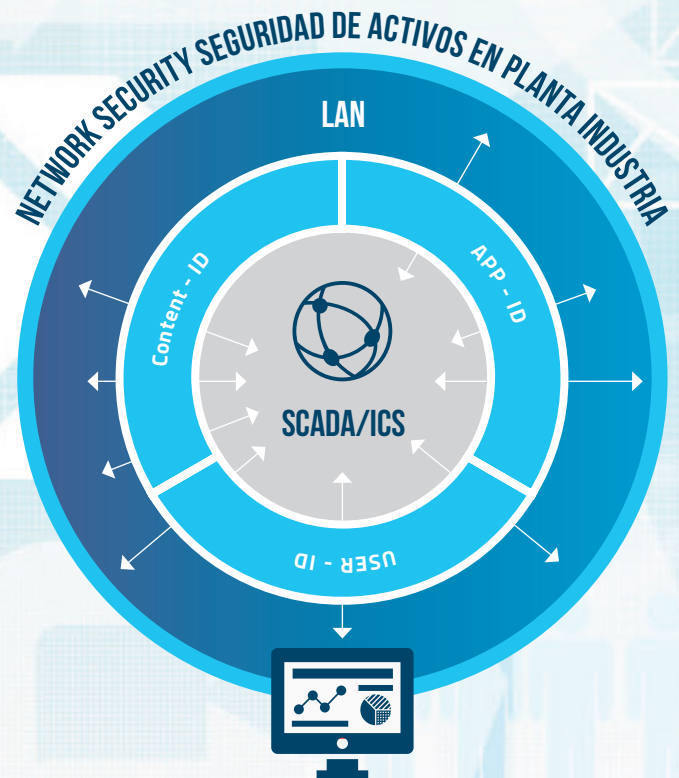 NETWORK SECURITY SEGURIDAD DE ACTIVOS EN PLANTA INDUSTRIA
LAN
Content - ID
APP - ID
SCADA/ICS
USER - ID